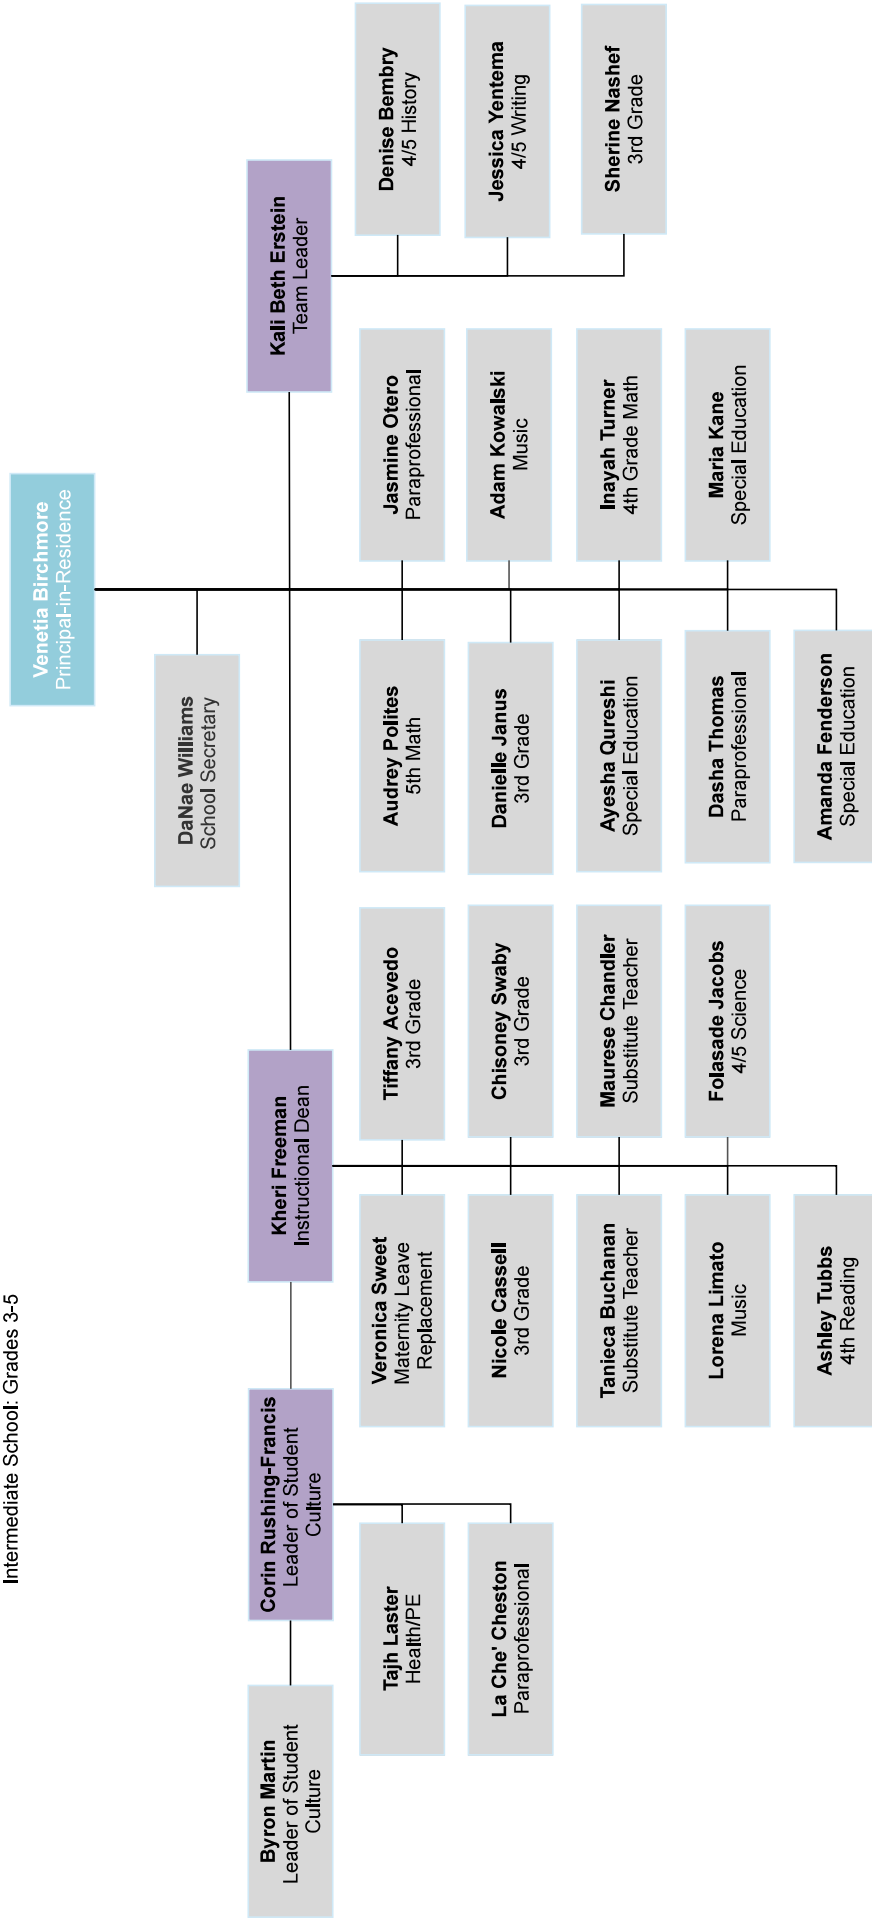 Intermediate School: Grades 3-5
Venetia Birchmore
Principal-in-Residence
DaNae Williams
School Secretary
Byron Martin
Leader of Student
Culture
Corin Rushing-Francis
Leader of Student
Culture
Kheri Freeman
Instructional Dean
Kali Beth Erstein
Team Leader
Tajh Laster
Health/PE
La Che' Cheston
Paraprofessional
Veronica Sweet
Maternity Leave
Replacement
Tiffany Acevedo
3rd Grade
Nicole Cassell
3rd Grade
Chisoney Swaby
3rd Grade
Tanieca Buchanan
Substitute Teacher
Maurese Chandler
Substitute Teacher
Lorena Limato
Music
Folasade Jacobs
4/5 Science
Ashley Tubbs
4th Reading
Audrey Polites
5th Math
Jasmine Otero
Paraprofessional
Danielle Janus
3rd Grade
Adam Kowalski
Music
Ayesha Qureshi
Special Education
Inayah Turner
4th Grade Math
Dasha Thomas
Paraprofessional
Maria Kane
Special Education
Amanda Fenderson
Special Education
Denise Bembry
4/5 History
Jessica Yentema
4/5 Writing
Sherine Nashef
3rd Grade